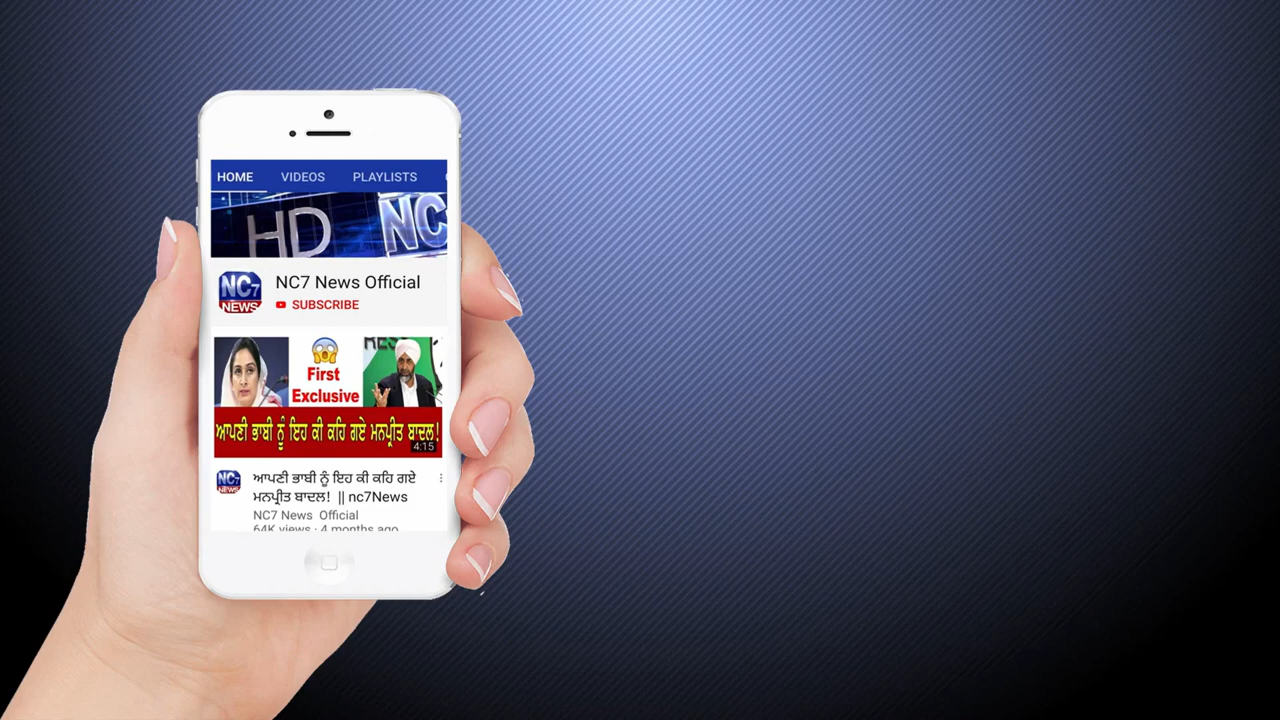 HOME VIDEOS PLAYLISTS
HD NC
NC7 NEWS
NC7 News Official
SUBSCRIBE
First
Exclusive
ਆਪਣੀ ਭਾਬੀ ਨੂੰ ਇਹ ਕੀ ਕਹਿ ਗਏ ਮਨਪ੍ਰੀਤ ਬਾਦਲ!
4:15
NC7 NEWS
ਆਪਣੀ ਭਾਬੀ ਨੂੰ ਇਹ ਕੀ ਕਹਿ ਗਏ
ਮਨਪ੍ਰੀਤ ਬਾਦਲ! || nc7News
NC7 News Official
64K views · 4 months ago